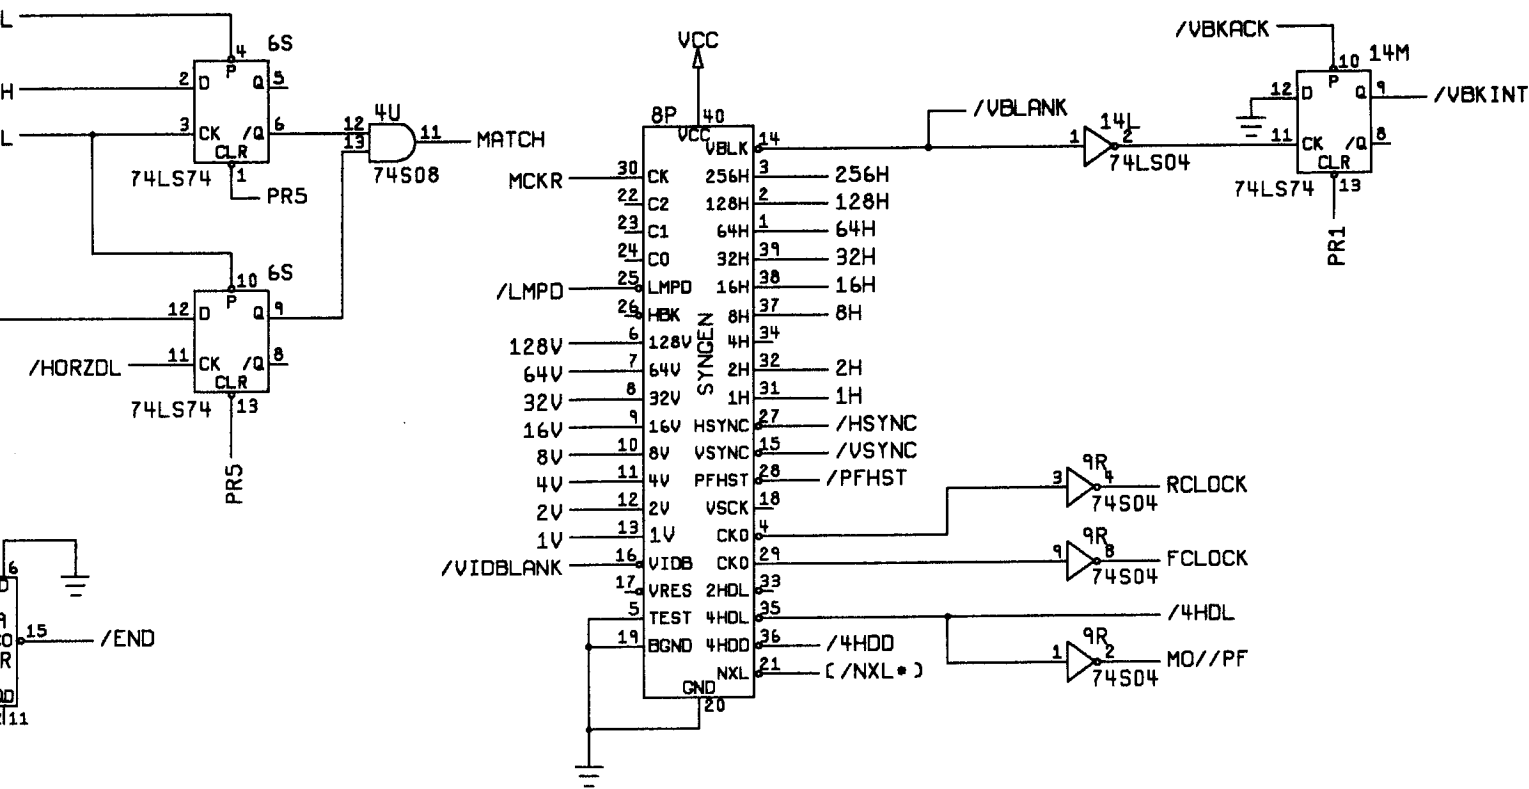 L
4
6S
P
H
2
D
Q
5
L
3
CK
/Q
6
CLR
74LS74
1
PR5
4U
12
13
11
MATCH
74S08
10
6S
P
12
D
Q
9
/HORZDL
11
CK
/Q
8
CLR
74LS74
13
PR5
6
D
15
/END
R
QD
11
VCC
8P
40
VCC
MCKR
30
CK
22
C2
23
C1
24
C0
/LMPD
25
LMPD
26
HBK
128V
6
128V
64V
7
64V
32V
8
32V
16V
9
16V
8V
10
8V
4V
11
4V
2V
12
2V
1V
13
1V
/VIDBLANK
16
VIDB
17
VRES
5
TEST
19
BGND
GND
20
SYNGEN
VBLK
14
256H
3
256H
128H
2
128H
64H
1
64H
32H
39
32H
16H
38
16H
8H
37
8H
4H
34
2H
32
2H
1H
31
1H
HSYNC
27
/HSYNC
VSYNC
15
/VSYNC
PFHST
28
/PFHST
VSCK
18
CKO
4
CKO
29
2HDL
33
4HDL
35
/4HDL
4HDD
36
/4HDD
NXL
21
(/NXL*)
/VBLANK
14L
1
2
74LS04
/VBKACK
10
14M
P
12
D
Q
9
/VBKINT
11
CK
/Q
8
CLR
74LS74
13
PR1
9R
3
4
RCLOCK
74S04
9R
9
8
FCLOCK
74S04
9R
1
2
MO//PF
74S04